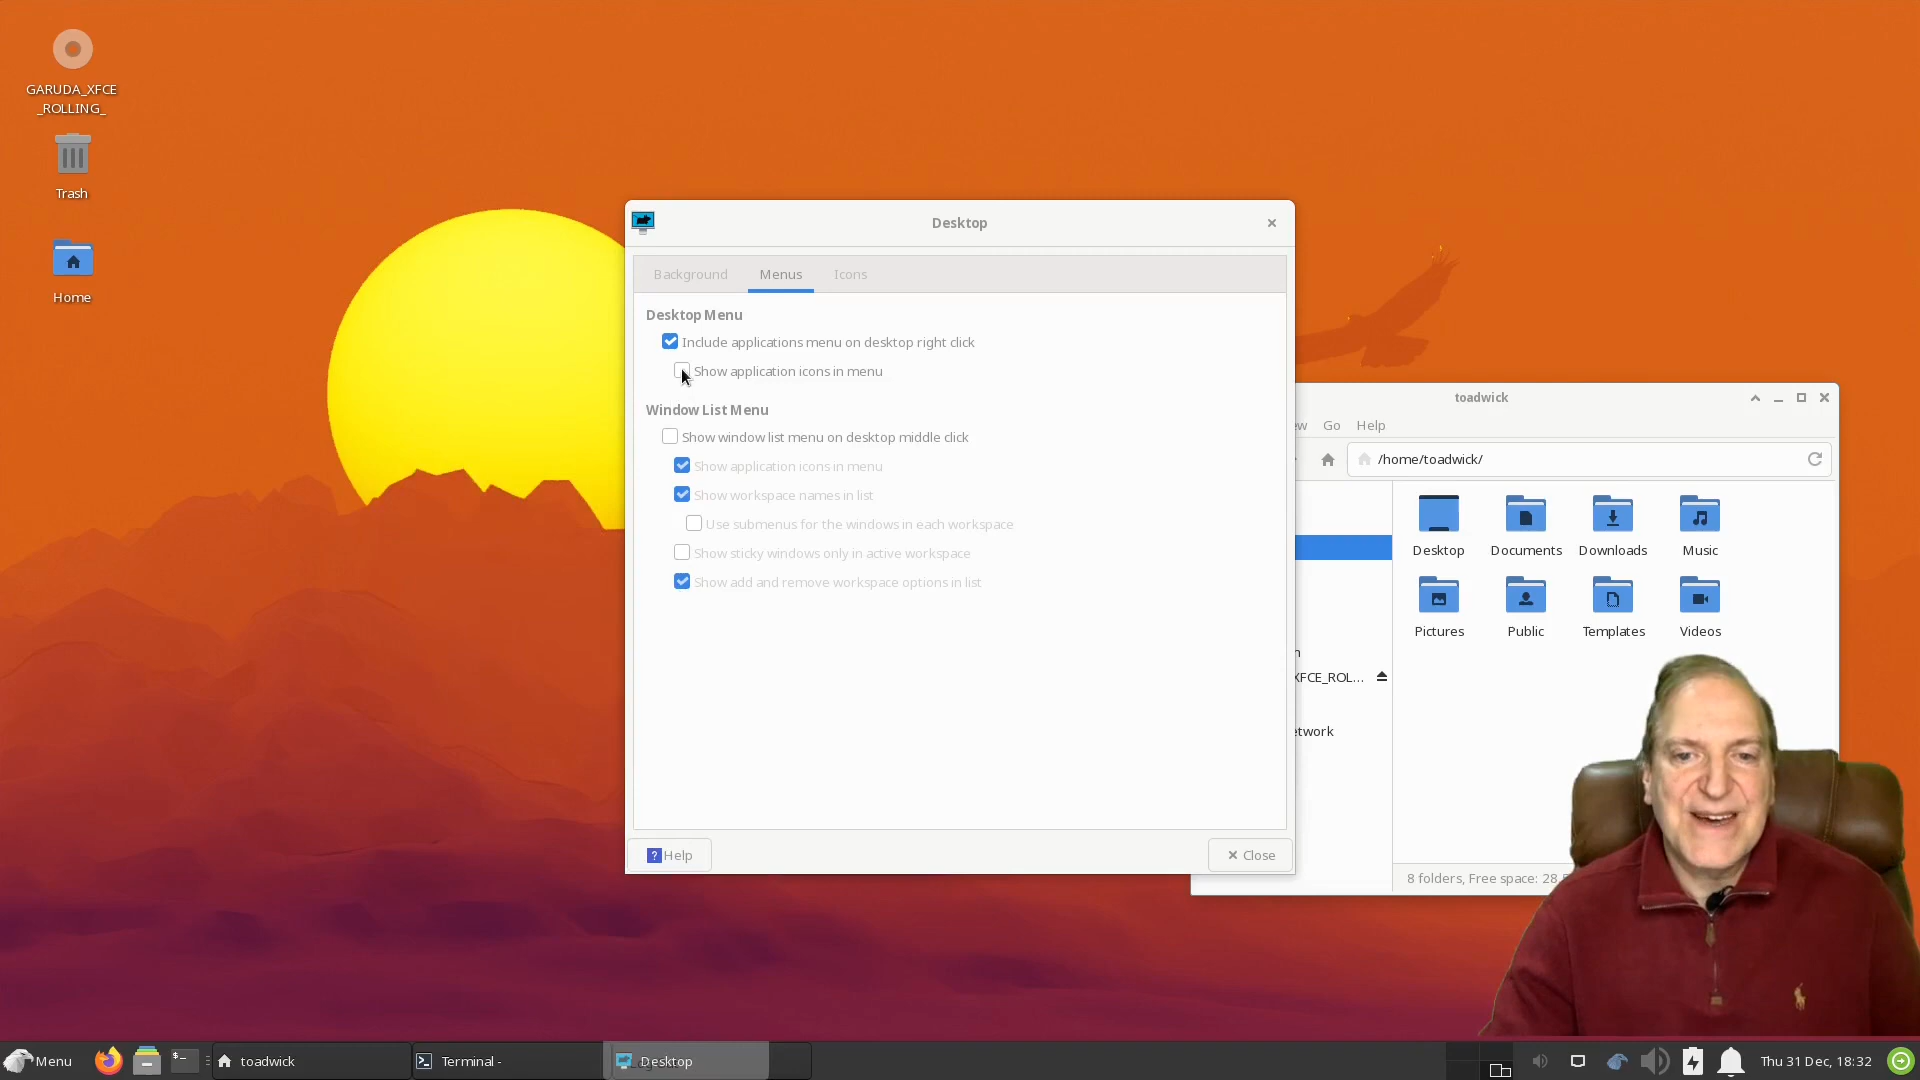 GARUDA_XFCE
_ROLLING_
Trash
Home
Desktop
Background
Menus
Icons
Desktop Menu
Include applications menu on desktop right click
Show application icons in menu
Window List Menu
Show window list menu on desktop middle click
Show application icons in menu
Show workspace names in list
Use submenus for the windows in each workspace
Show sticky windows only in active workspace
Show add and remove workspace options in list
? Help
Close
toadwick
Go
Help
/home/toadwick/
Desktop
Documents
Downloads
Music
Pictures
Public
Templates
Videos
XFCE_ROL...
etwork
8 folders, Free space: 28
Menu
toadwick
Terminal -
Desktop
Thu 31 Dec, 18:32